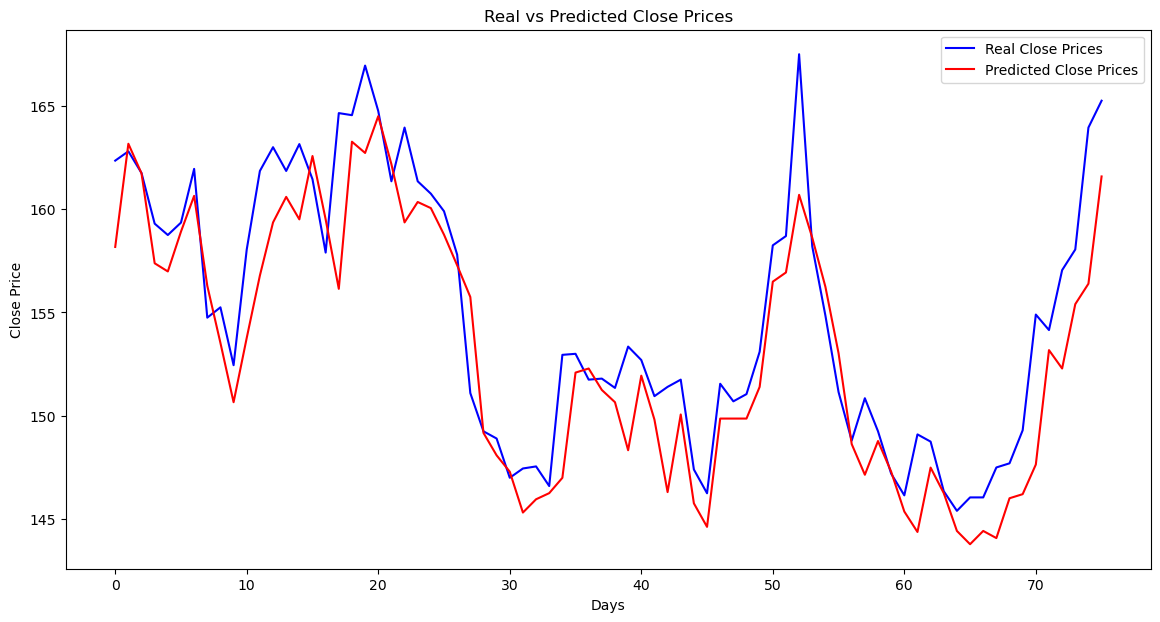 Real vs Predicted Close Prices
Real Close Prices
Predicted Close Prices
Close Price
165
160
155
150
145
0 10 20 30 40 50 60 70
Days